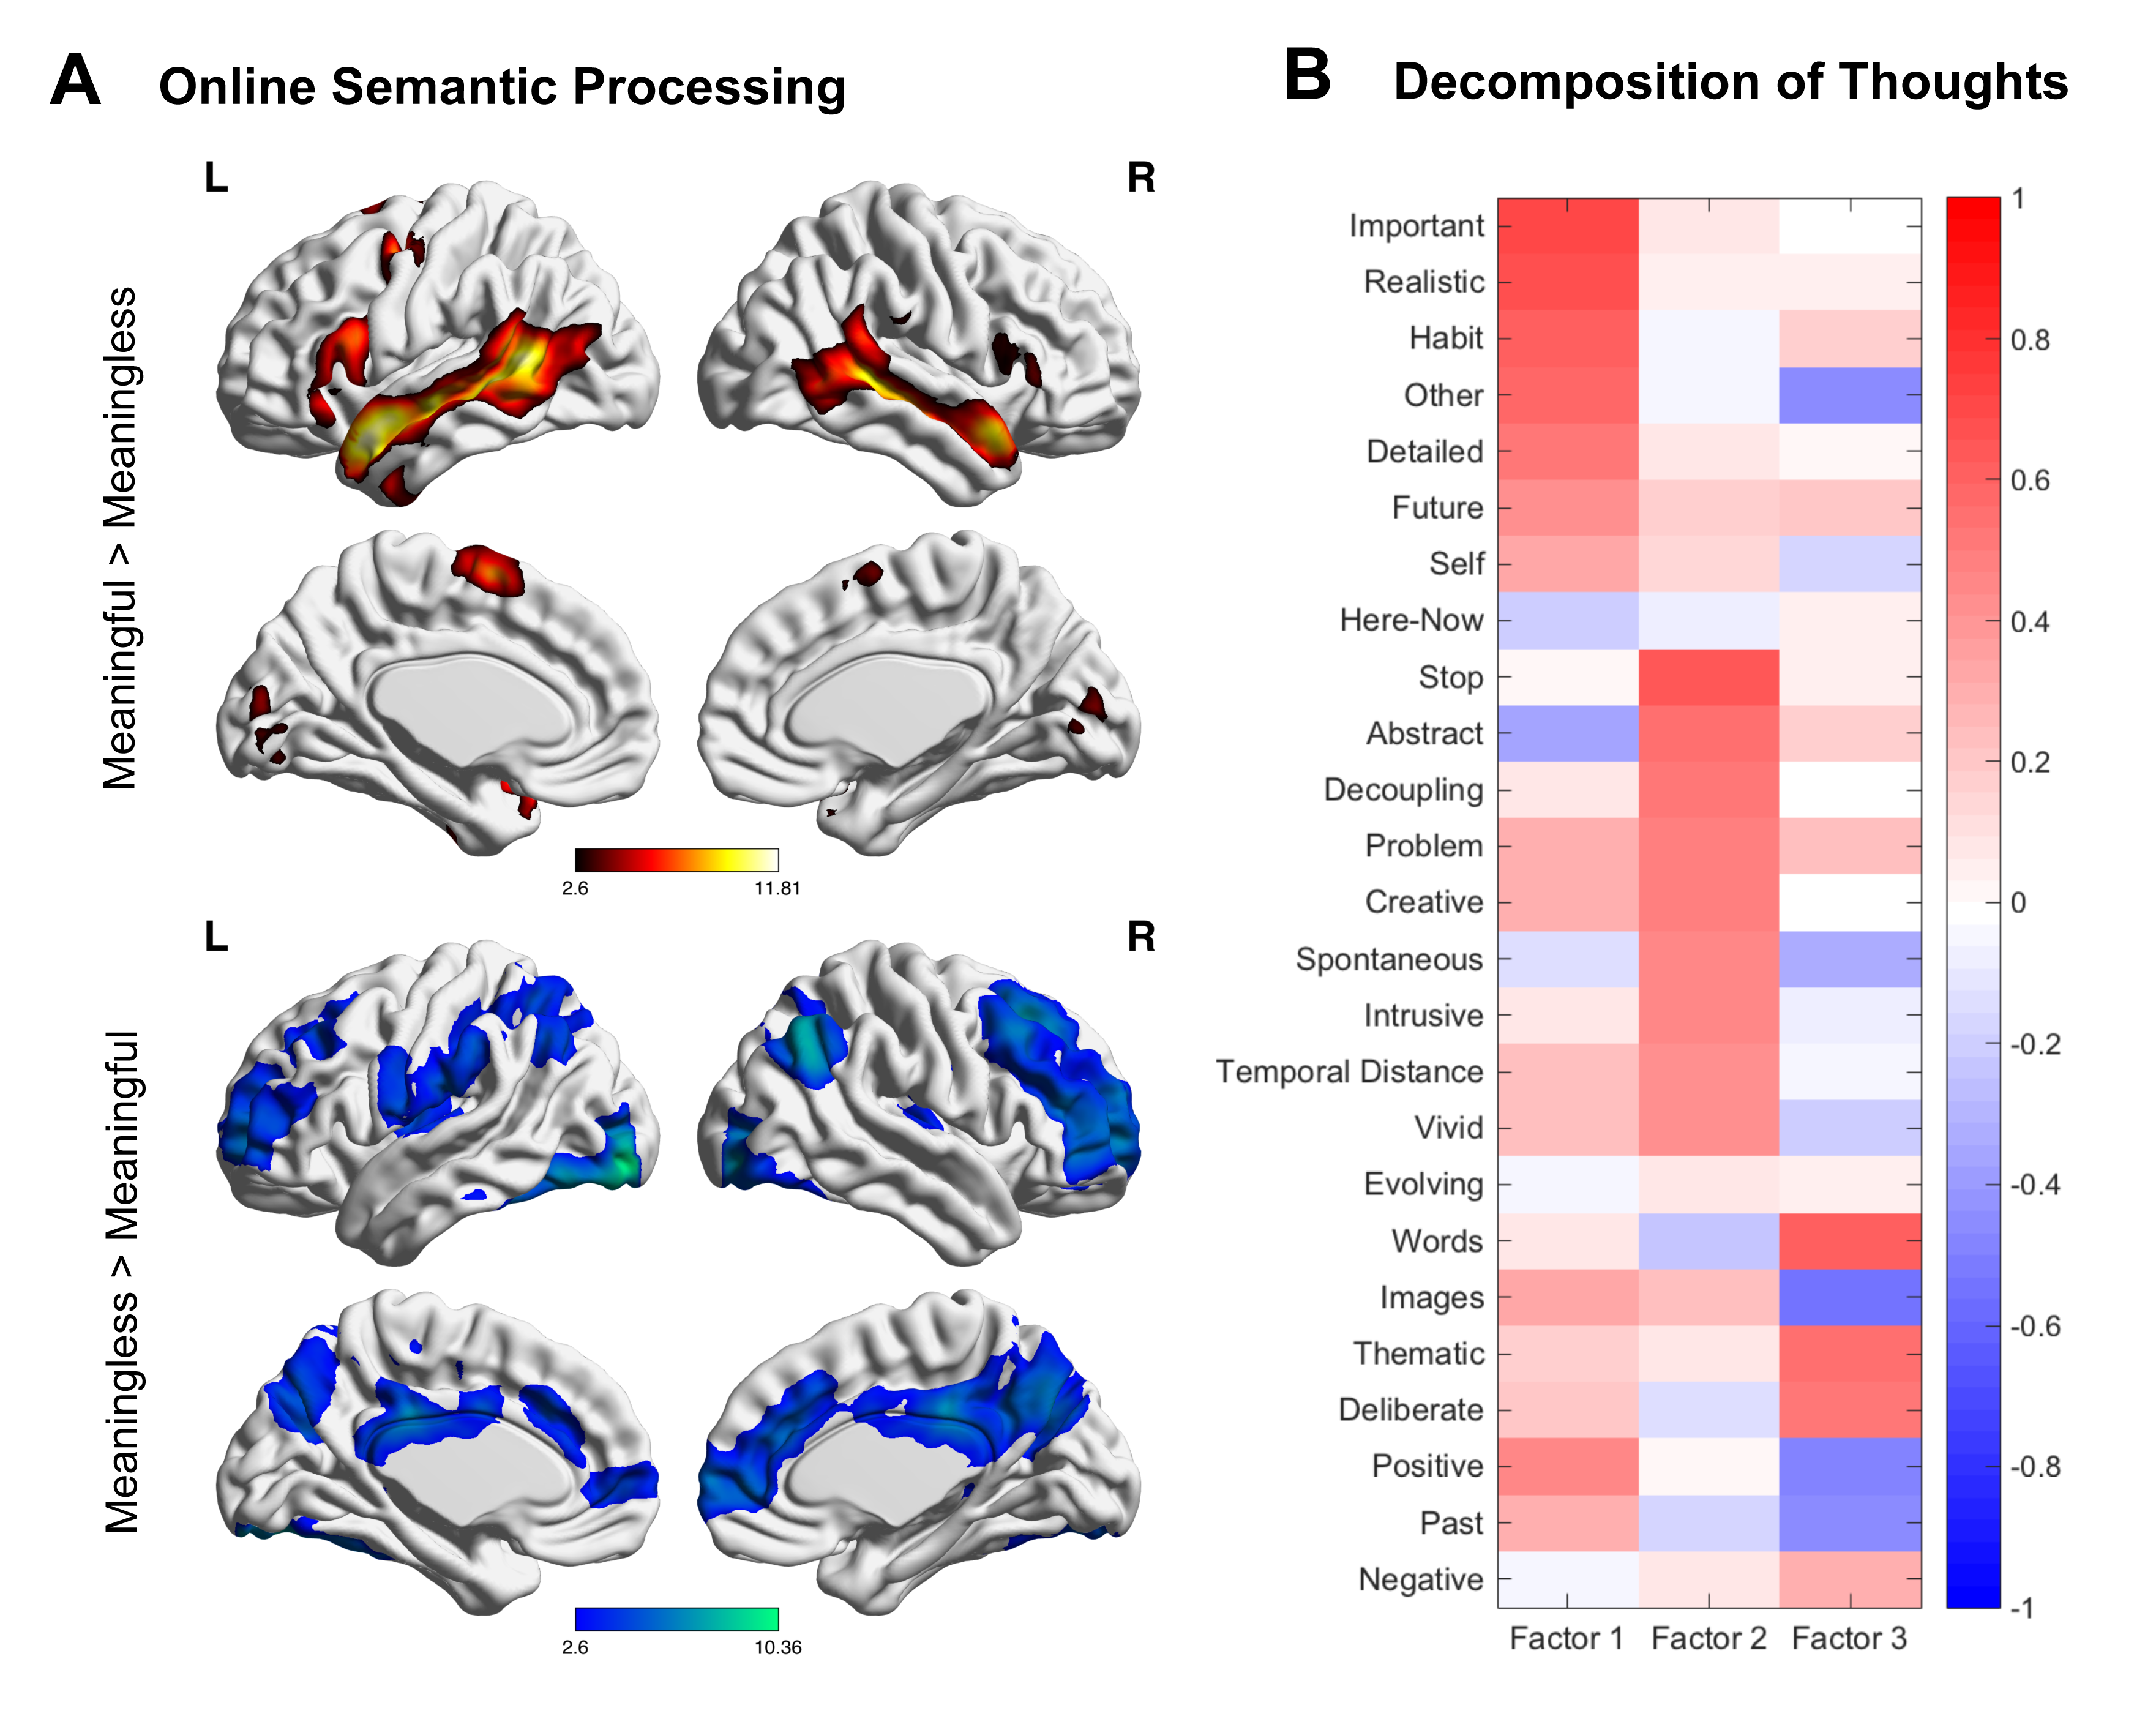 A Online Semantic Processing
L
R
Meaningful > Meaningless
2.6
11.81
L
R
Meaningless > Meaningful
2.6
10.36
B Decomposition of Thoughts
Important
Realistic
Habit
Other
Detailed
Future
Self
Here-Now
Stop
Abstract
Decoupling
Problem
Creative
Spontaneous
Intrusive
Temporal Distance
Vivid
Evolving
Words
Images
Thematic
Deliberate
Positive
Past
Negative
Factor 1 Factor 2 Factor 3
1
0.8
0.6
0.4
0.2
0
-0.2
-0.4
-0.6
-0.8
-1